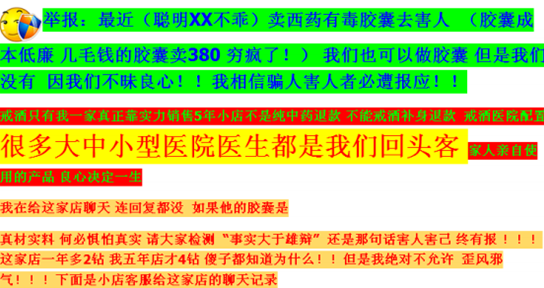 举报：最近（聪明XX不乖）卖西药有毒胶囊去害人 （胶囊成
本低廉 几毛钱的胶囊卖380 穷疯了！） 我们也可以做胶囊 但是我们
没有 因我们不昧良心！！我相信骗人害人者必遭报应！！
戒酒只有我一家真正靠实力销售5年小店不是纯中药退款 不能戒酒补身退款 戒酒医院配置
很多大中小型医院医生都是我们回头客 家人亲自使
用的产品 良心决定一生
我在给这家店聊天 连回复都没 如果他的胶囊是
真材实料 何必惧怕真实 请大家检测“事实大于雄辩”还是那句话害人害己 终有报 ！！！
这家店一年多2钻 我五年店才4钻 傻子都知道为什么！！但是我绝对不允许 歪风邪
气！！！下面是小店客服给这家店的聊天记录